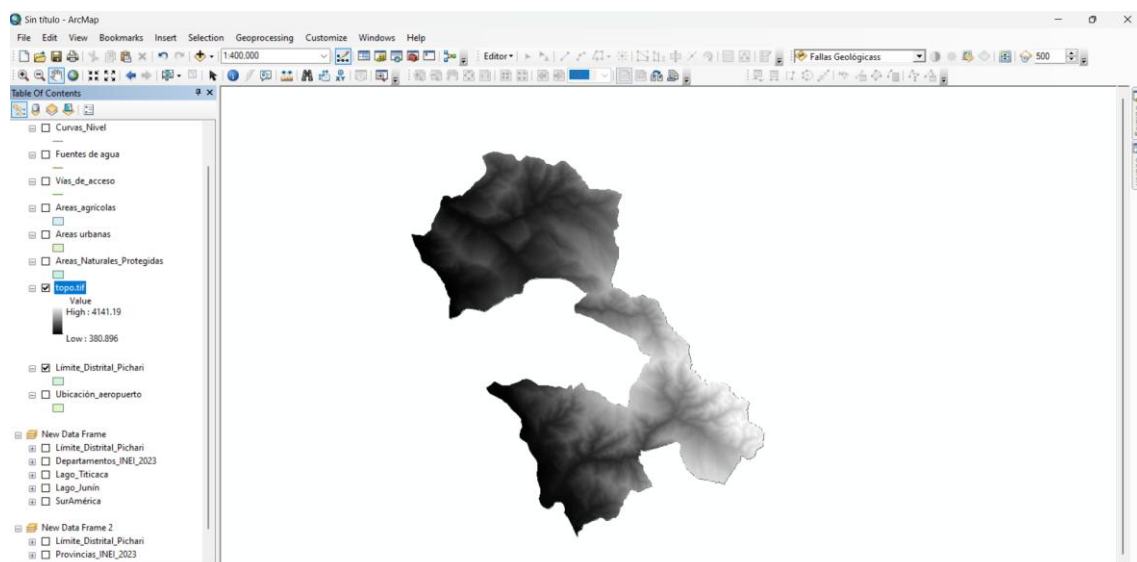 Sin título - ArcMap
File Edit View Bookmarks Insert Selection Geoprocessing Customize Windows Help
1:400.000
Editor
Fallas Geológicass
500
Table Of Contents
Curvas_Nivel
Fuentes de agua
Vías_de_acceso
Areas_agrícolas
Areas urbanas
Areas_Naturales_Protegidas
topo.tif
Value
High : 4141.19
Low : 380.896
Límite_Distrital_Pichari
Ubicación_aeropuerto
New Data Frame
Límite_Distrital_Pichari
Departamentos_INEI_2023
Lago_Titicaca
Lago_Junín
SurAmérica
New Data Frame 2
Límite_Distrital_Pichari
Provincias_INEI_2023